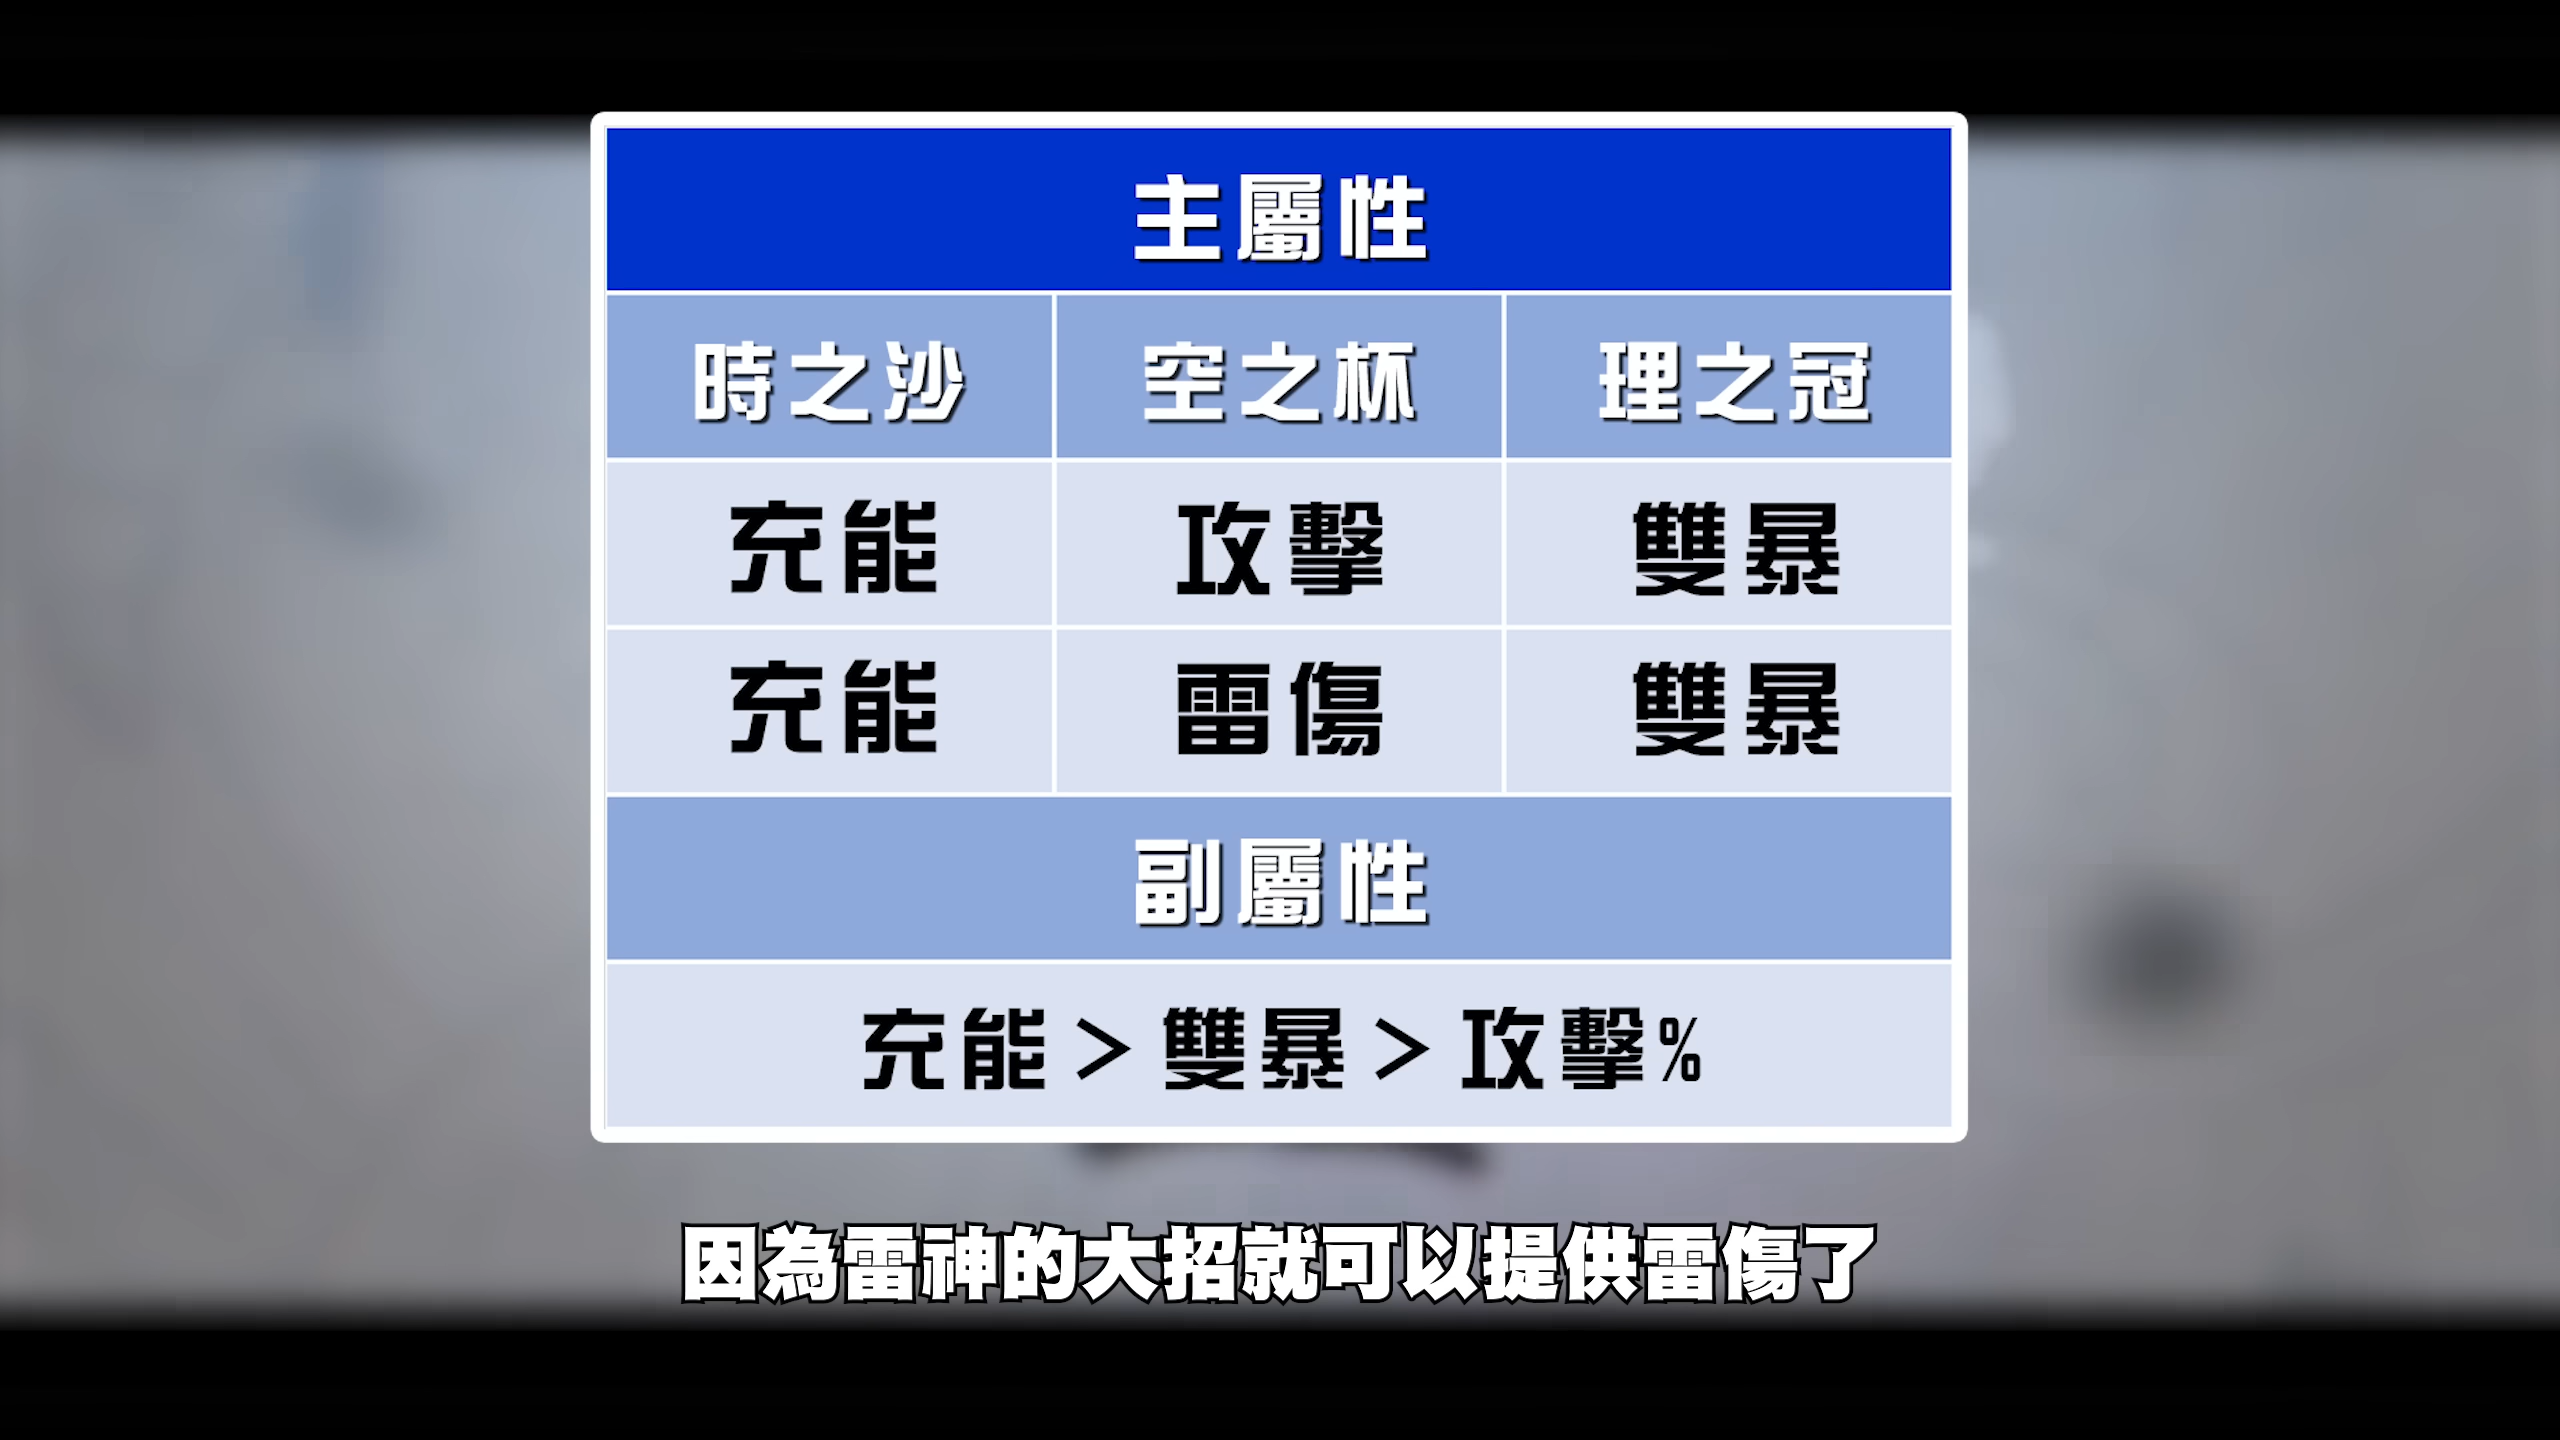 主屬性
時之沙 空之杯 理之冠
充能 攻擊 雙暴
充能 雷傷 雙暴
副屬性
充能>雙暴>攻擊%
因為雷神的大招就可以提供雷傷了